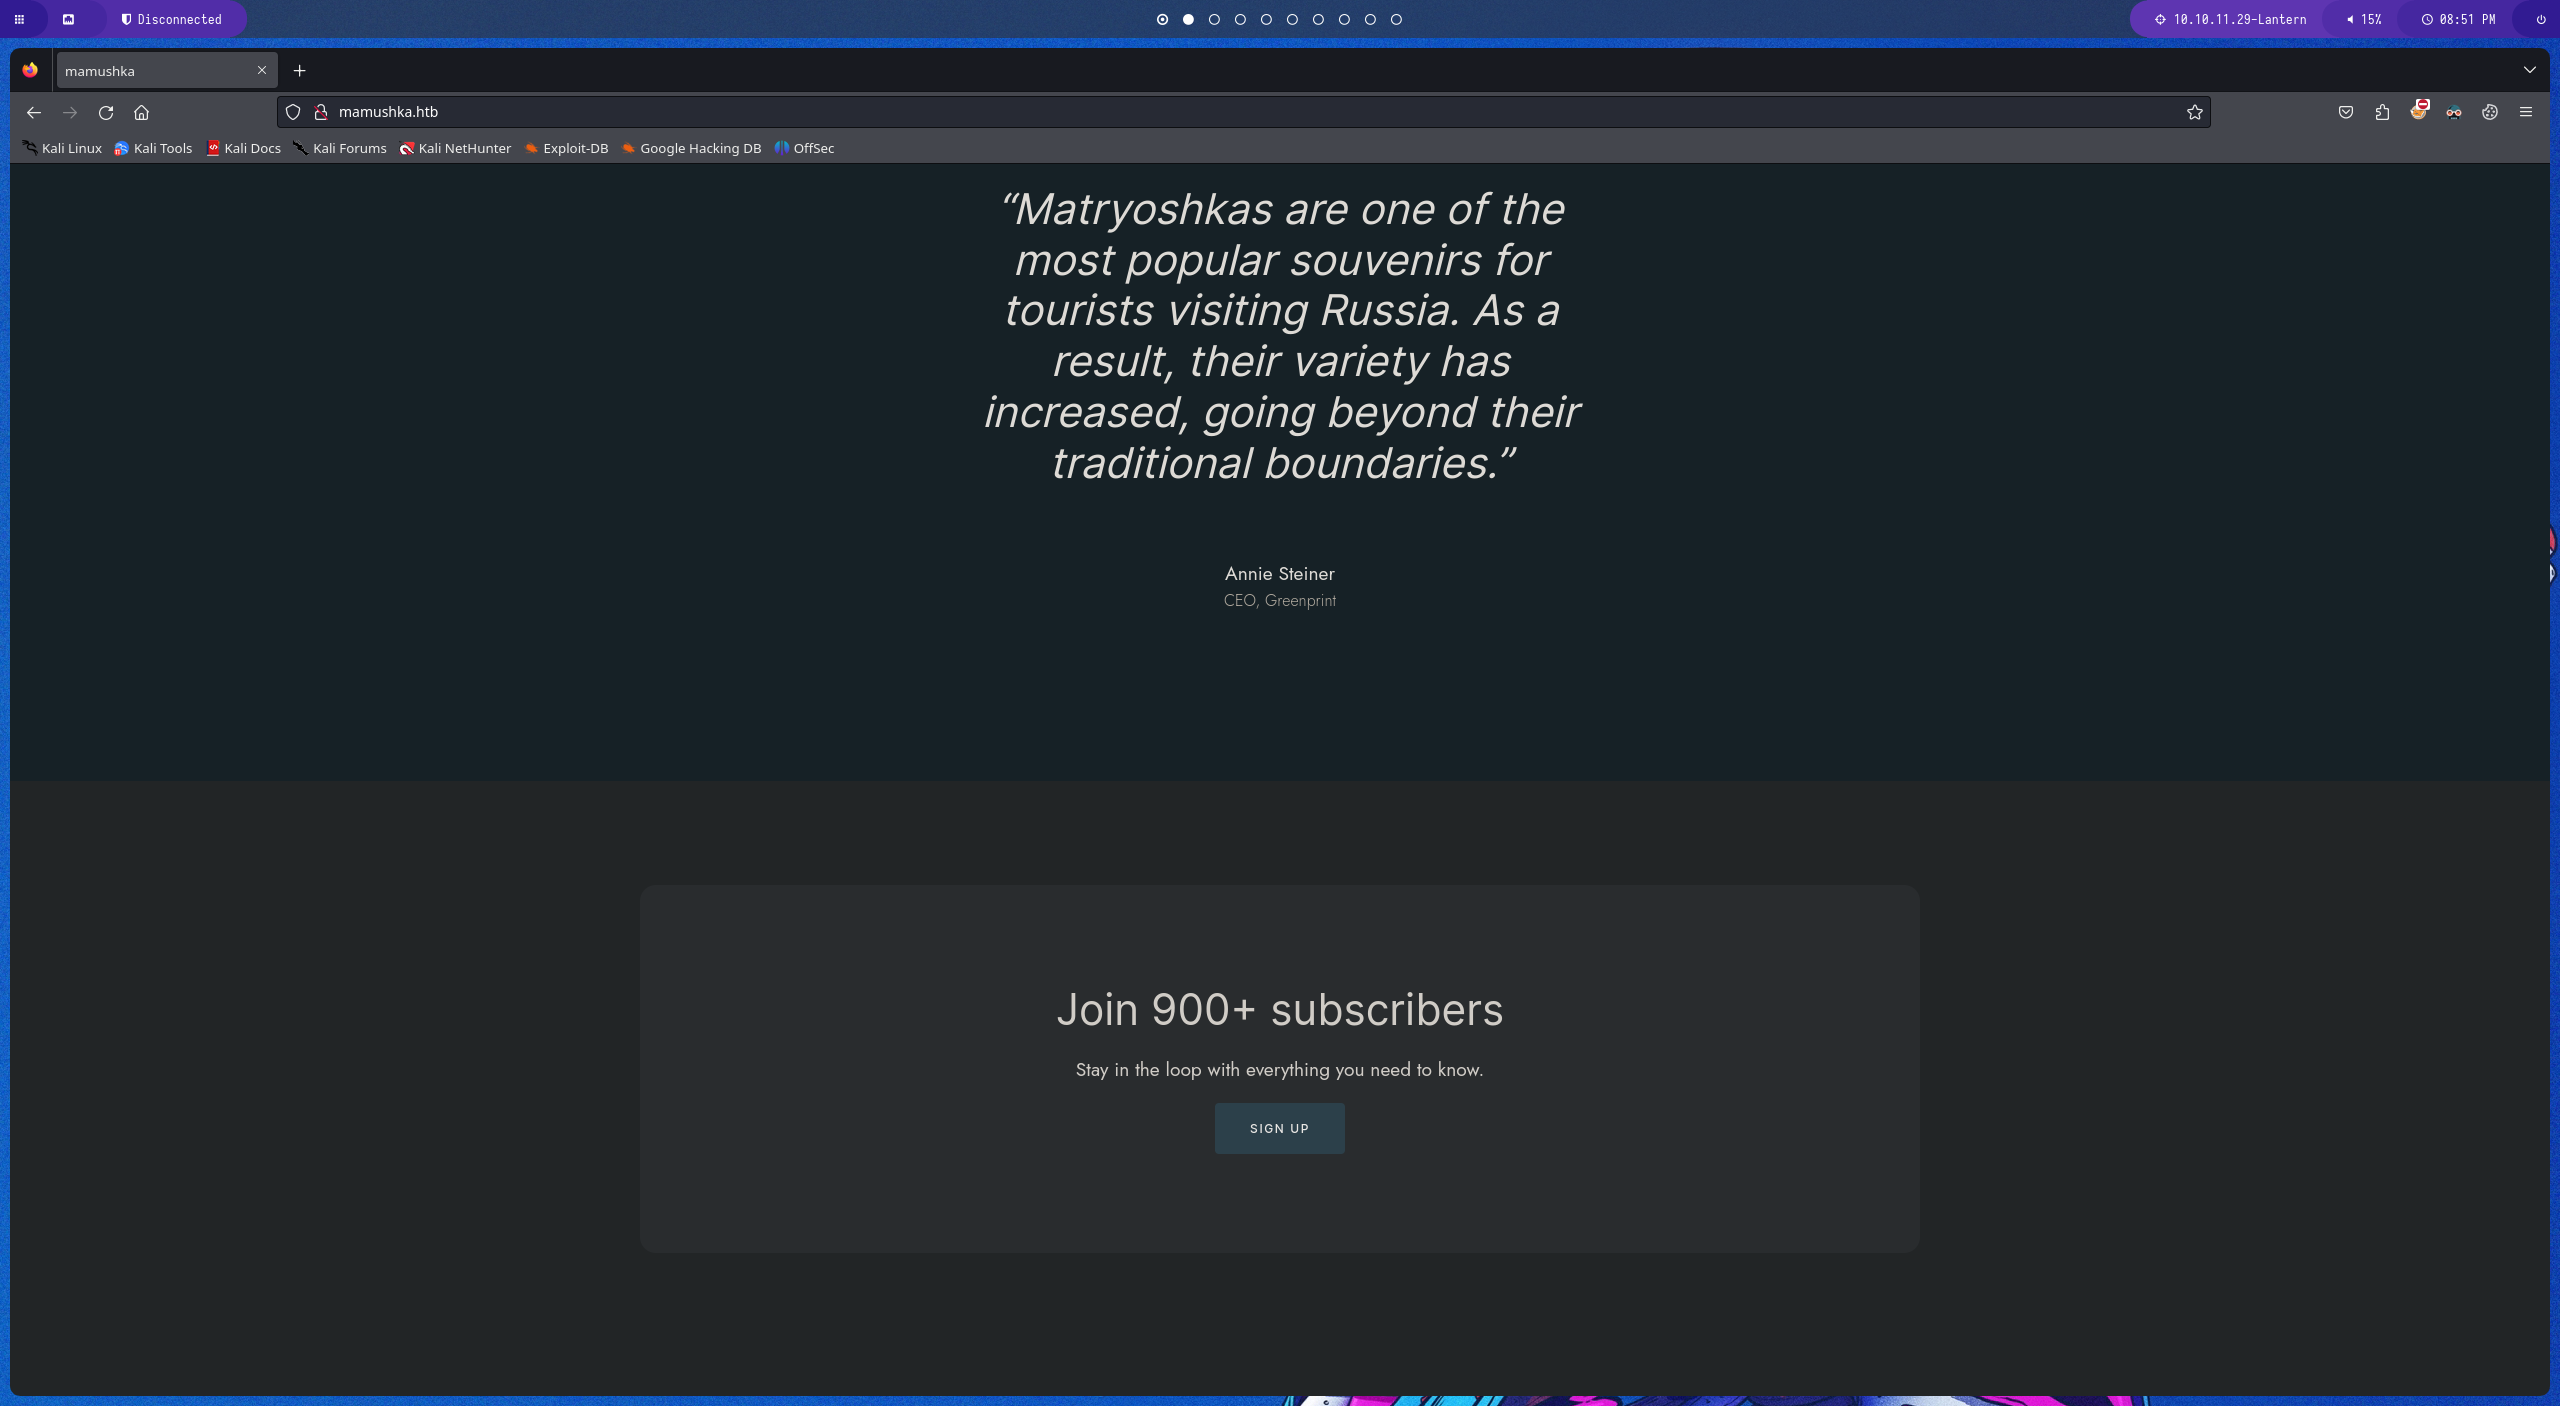 Disconnected
10.10.11.29-Lantern
15%
08:51 PM
mamushka
mamushka.htb
Kali Linux
Kali Tools
Kali Docs
Kali Forums
Kali NetHunter
Exploit-DB
Google Hacking DB
OffSec
“Matryoshkas are one of the
most popular souvenirs for
tourists visiting Russia. As a
result, their variety has
increased, going beyond their
traditional boundaries.”
Annie Steiner
CEO, Greenprint
Join 900+ subscribers
Stay in the loop with everything you need to know.
SIGN UP